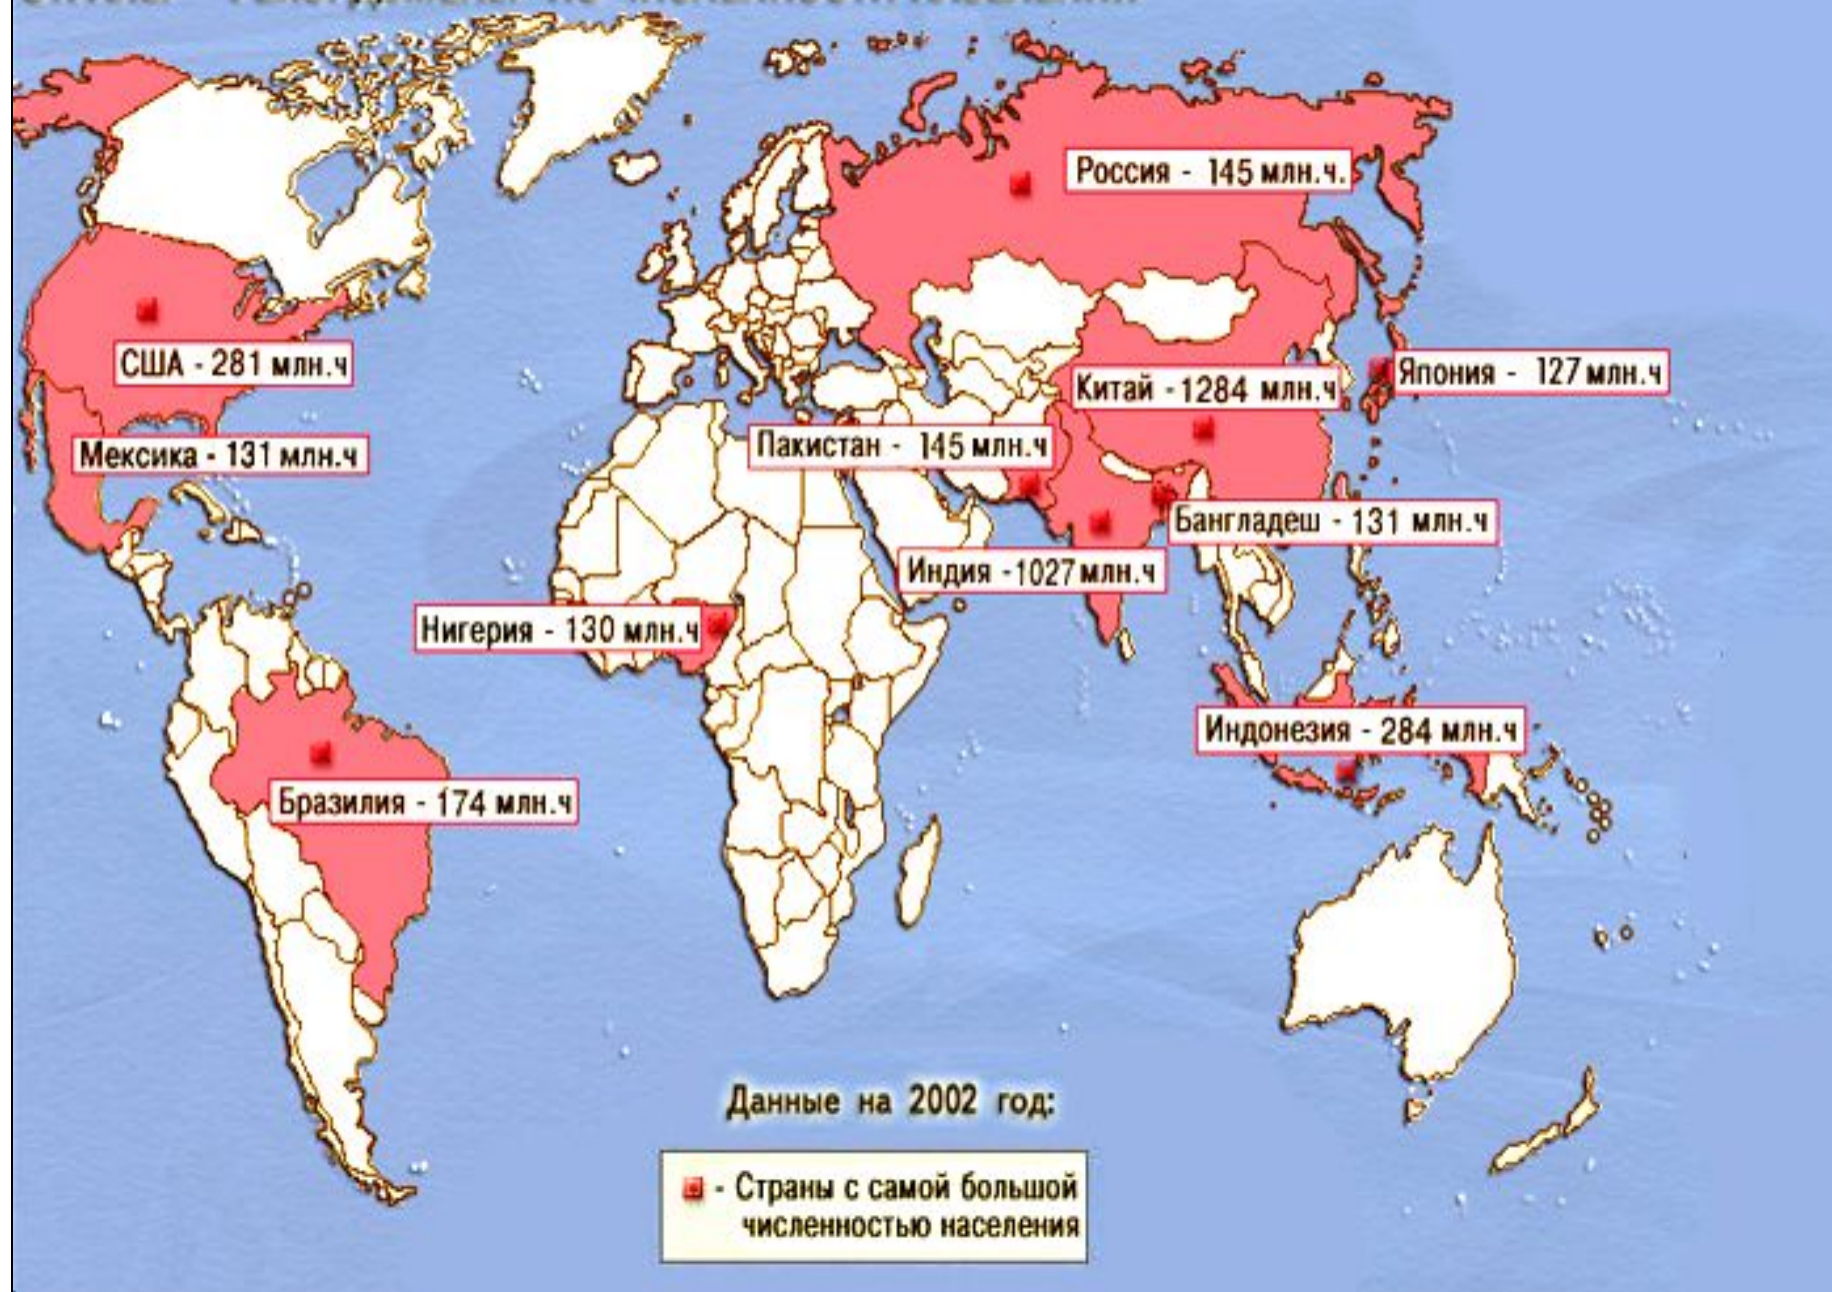 Россия - 145 млн.ч.
США - 281 млн.ч
Япония - 127 млн.ч
Китай -1284 млн.ч
Мексика - 131 млн.ч
Пакистан - 145 млн.ч
Бангладеш - 131 млн.ч
Индия -1027 млн.ч
Нигерия - 130 млн.ч
Индонезия - 284 млн.ч
Бразилия - 174 млн.ч
Данные на 2002 год:
- Страны с самой большой
численностью населения